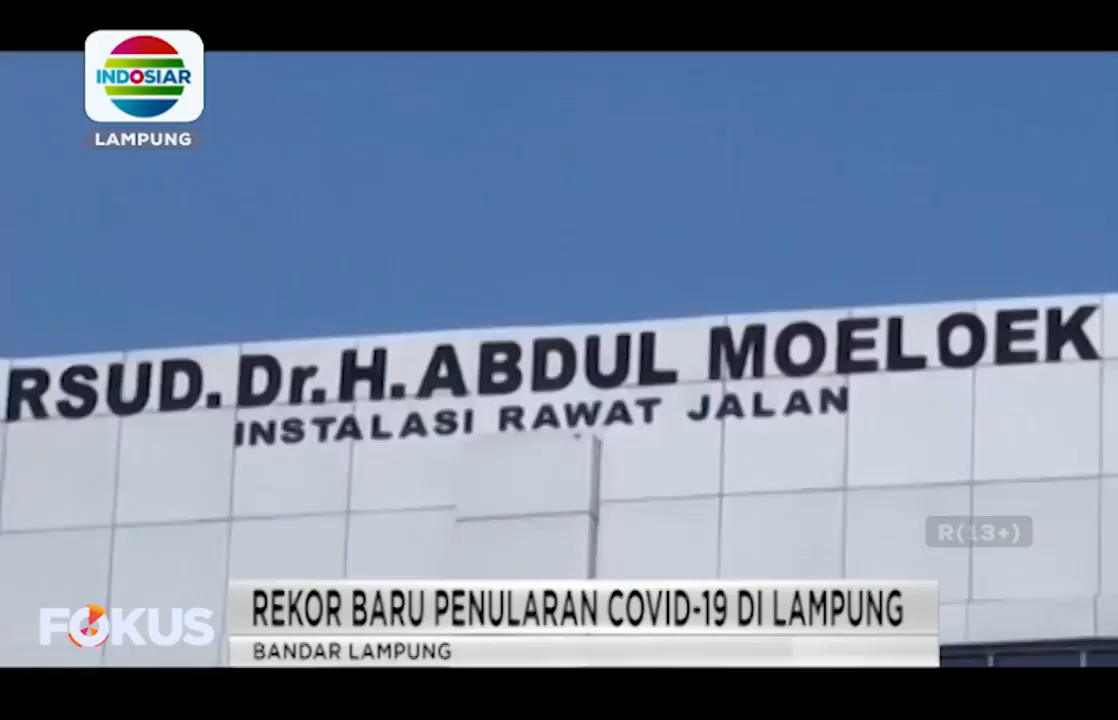 INDOSIAR
LAMPUNG
RSUD. Dr. H. ABDUL MOELOEK
INSTALASI RAWAT JALAN
R(13+)
FOKUS
REKOR BARU PENULARAN COVID-19 DI LAMPUNG
BANDAR LAMPUNG